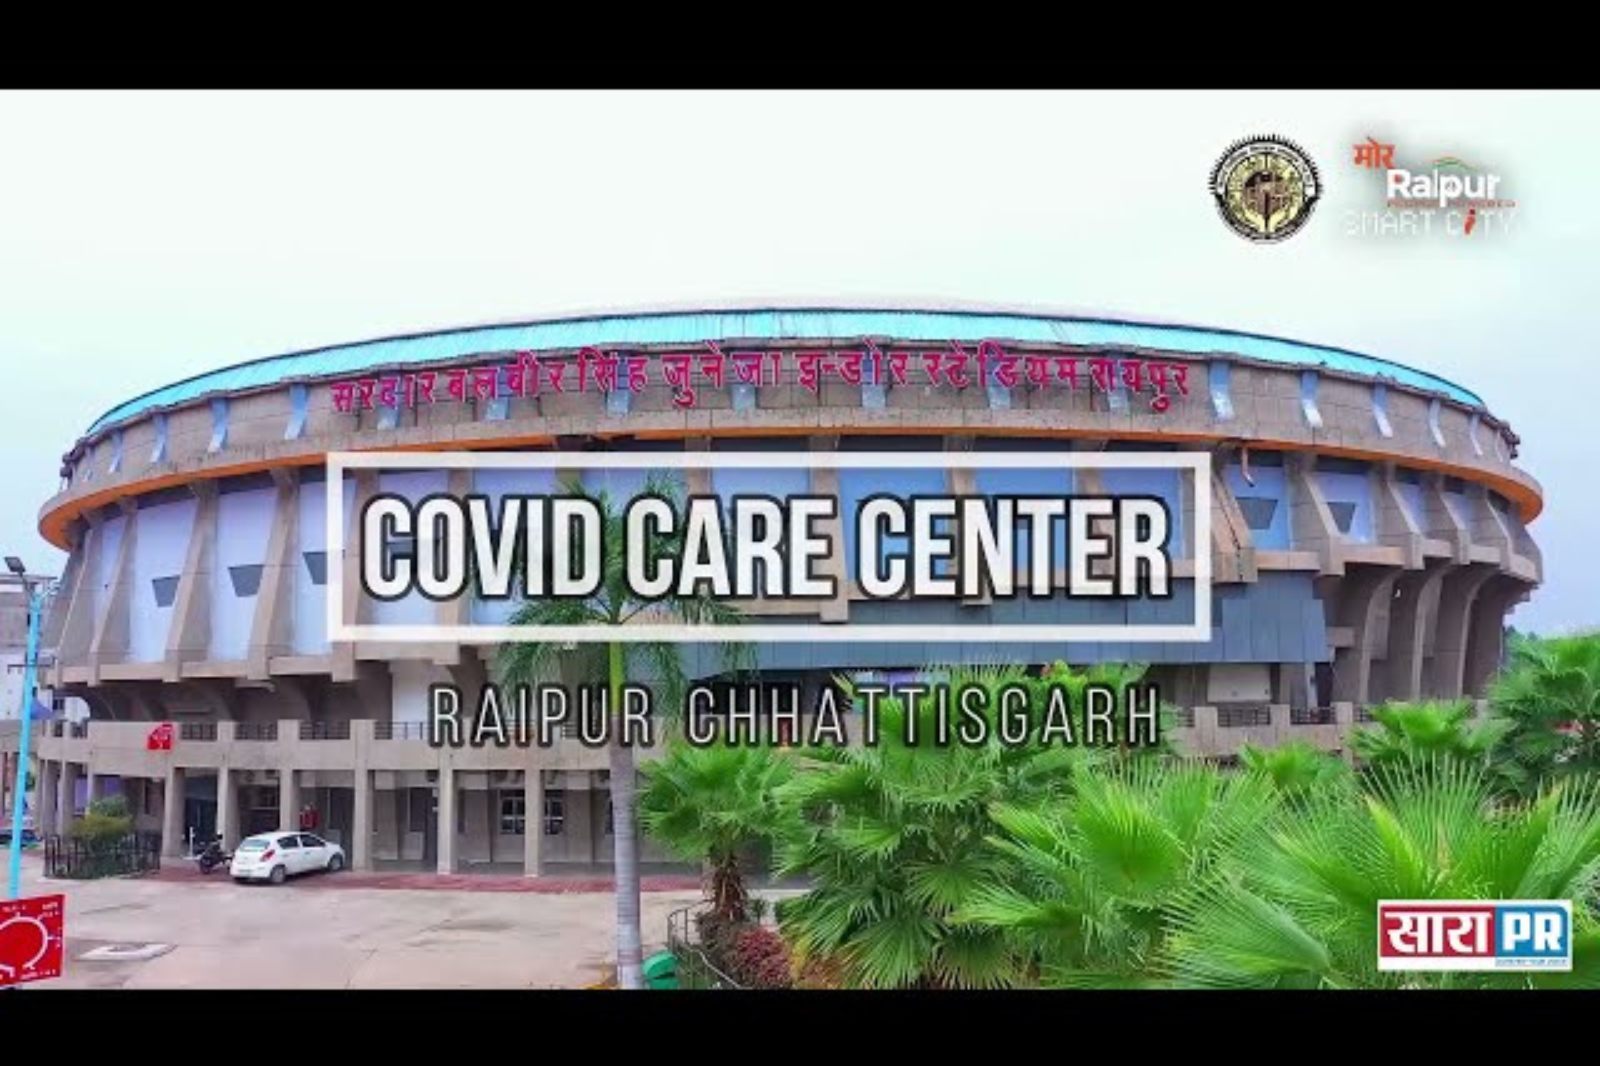 मोर
Raipur
SMART CiTY
सरदार बलबीर सिंह जुनेजा इन्डोर स्टेडियम रायपुर
COVID CARE CENTER
RAIPUR CHHATTISGARH
सारा PR